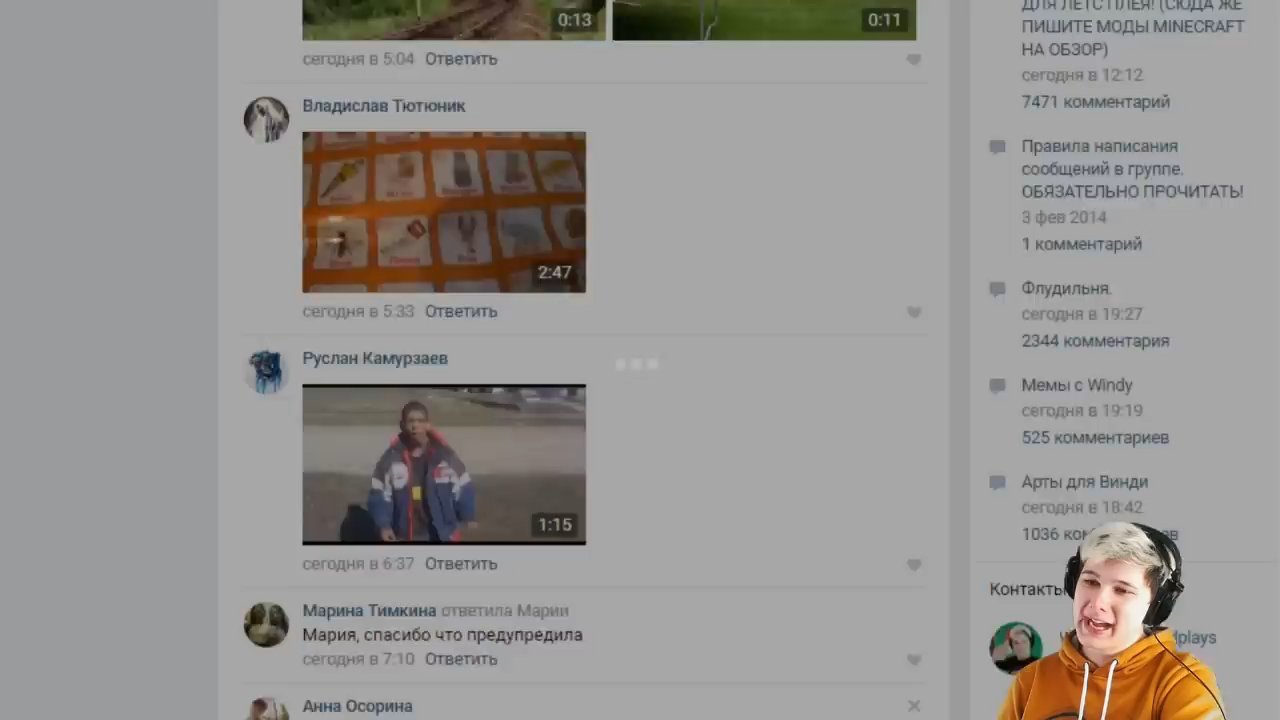 0:13
0:11
сегодня в 5:04 Ответить
Владислав Тютюник
2:47
сегодня в 5:33 Ответить
Руслан Камурзаев
1:15
сегодня в 6:37 Ответить
Марина Тимкина ответила Марии
Мария, спасибо что предупредила
сегодня в 7:10 Ответить
Анна Осорина
ДЛЯ ЛЕТСПЛЕЯ! (СЮДА ЖЕ
ПИШИТЕ МОДЫ MINECRAFT
НА ОБЗОР)
сегодня в 12:12
7471 комментарий
Правила написания
сообщений в группе.
ОБЯЗАТЕЛЬНО ПРОЧИТАТЬ!
3 фев 2014
1 комментарий
Флудильня.
сегодня в 19:27
2344 комментария
Мемы с Windy
сегодня в 19:19
525 комментариев
Арты для Винди
сегодня в 18:42
1036
Контакты